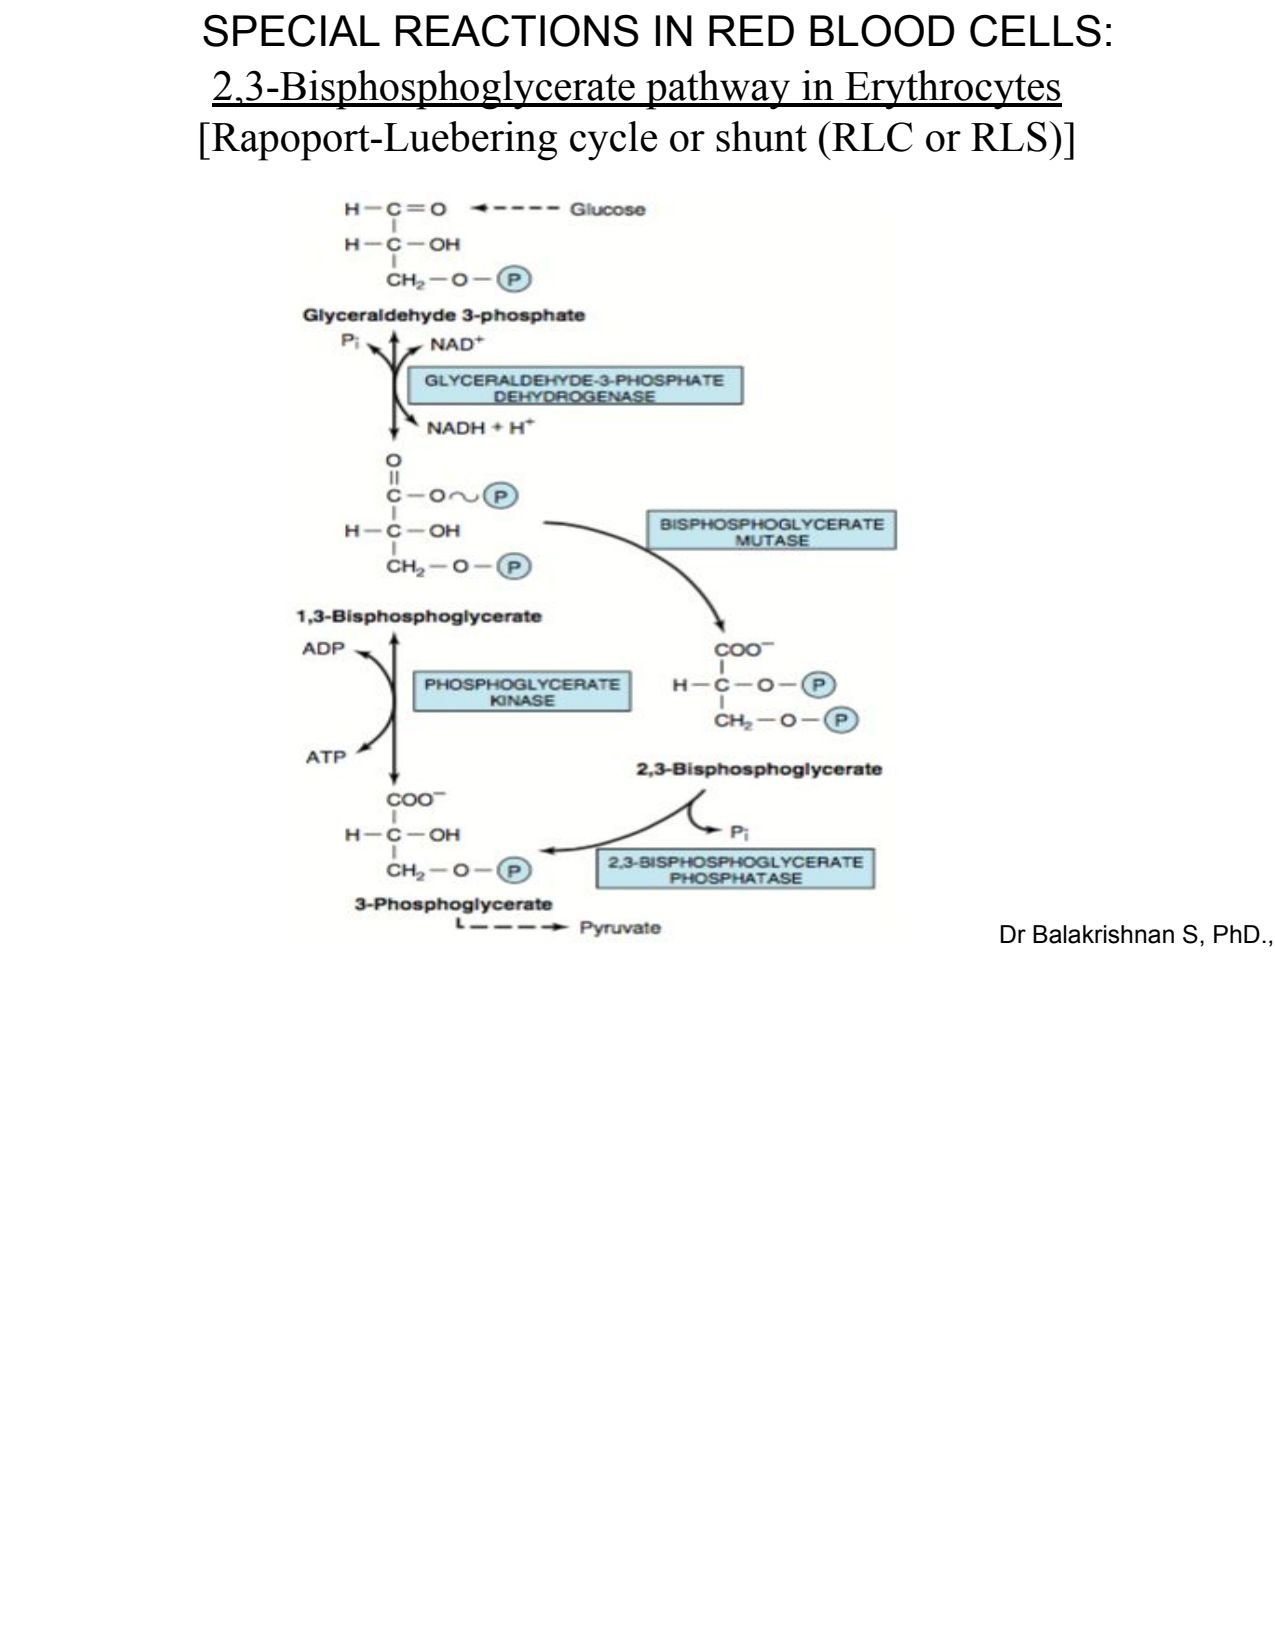 SPECIAL REACTIONS IN RED BLOOD CELLS:
2,3-Bisphosphoglycerate pathway in Erythrocytes
[Rapoport-Luebering cycle or shunt (RLC or RLS)]
H—C=O Glucose
H—C—OH
CH₂—O—P
Glyceraldehyde 3-phosphate
Pi NAD⁺
GLYCERALDEHYDE-3-PHOSPHATE
DEHYDROGENASE
NADH + H⁺
O
C—O~P
H—C—OH
CH₂—O—P
1,3-Bisphosphoglycerate
BISPHOSPHOGLYCERATE
MUTASE
ADP
PHOSPHOGLYCERATE
KINASE
ATP
COO⁻
H—C—O—P
CH₂—O—P
2,3-Bisphosphoglycerate
Pi
2,3-BISPHOSPHOGLYCERATE
PHOSPHATASE
COO⁻
H—C—OH
CH₂—O—P
3-Phosphoglycerate
Pyruvate
Dr Balakrishnan S, PhD.,